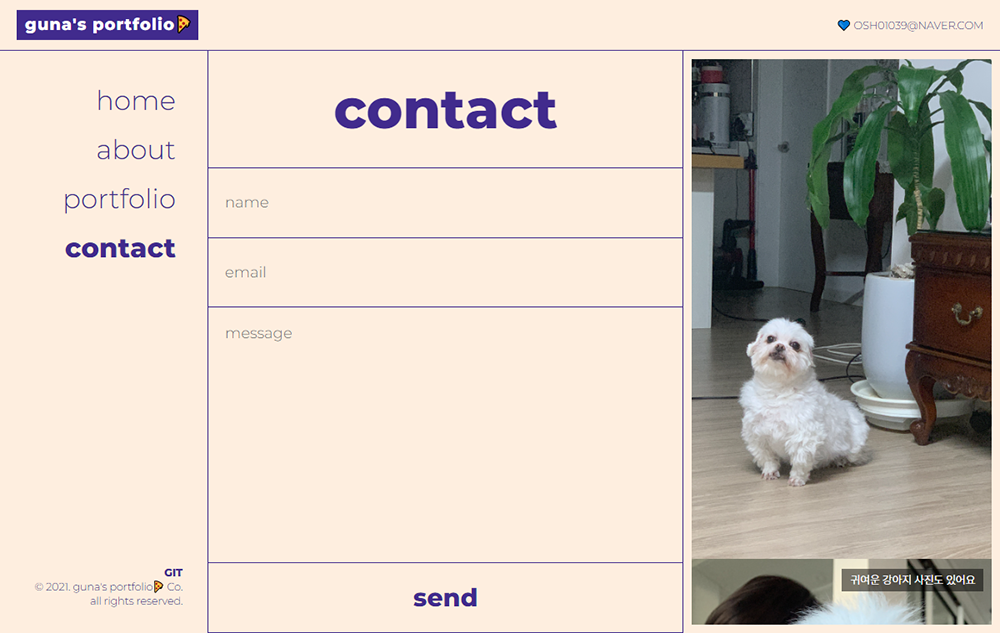 guna's portfolio🍕
💙 OSH01039@NAVER.COM
home
about
portfolio
contact
contact
name
email
message
send
GIT
© 2021. guna's portfolio🍕 Co.
all rights reserved.
귀여운 강아지 사진도 있어요